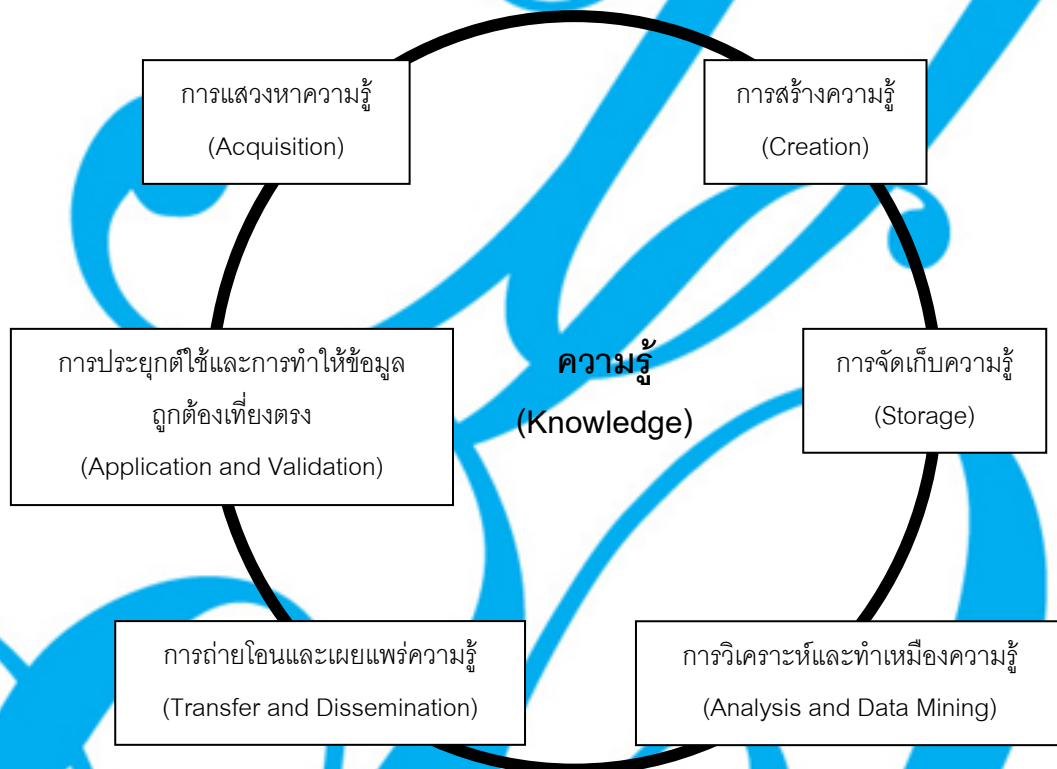 การแสวงหาความรู้
(Acquisition)
การสร้างความรู้
(Creation)
การประยุกต์ใช้และการทำให้ข้อมูล
ถูกต้องเที่ยงตรง
(Application and Validation)
ความรู้
(Knowledge)
การจัดเก็บความรู้
(Storage)
การถ่ายโอนและเผยแพร่ความรู้
(Transfer and Dissemination)
การวิเคราะห์และทำเหมืองความรู้
(Analysis and Data Mining)